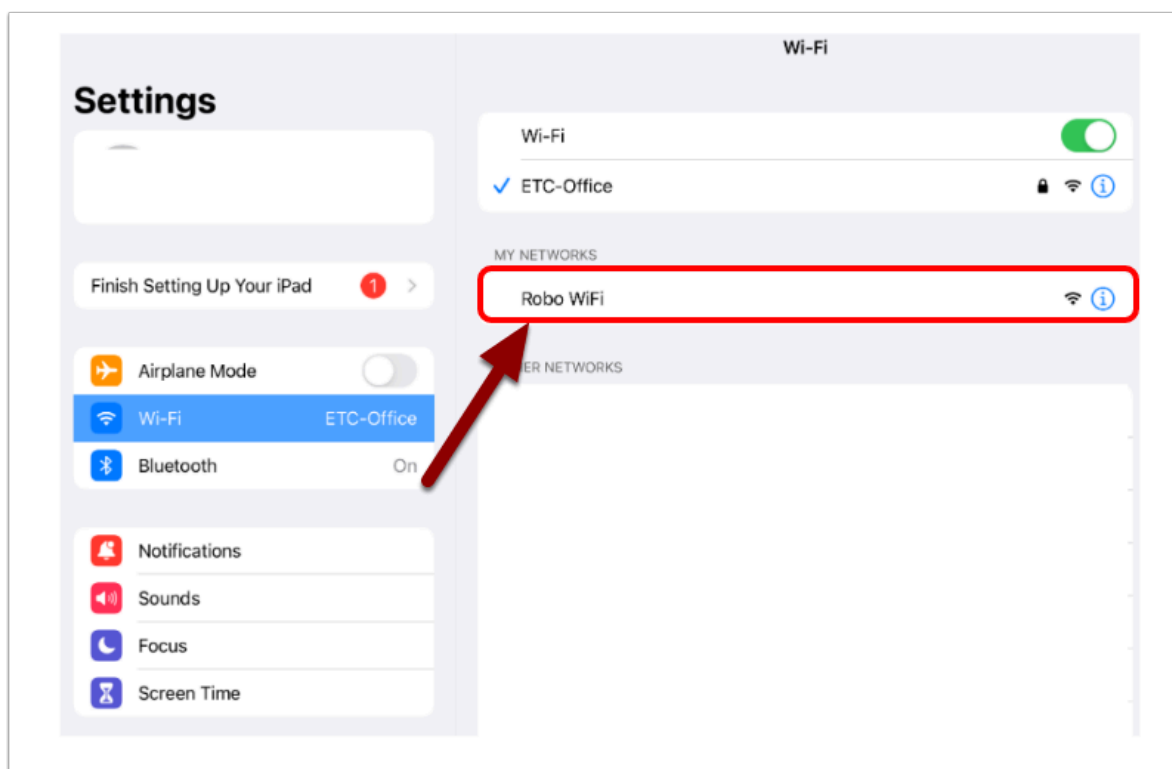 Wi-Fi
Settings
Wi-Fi
ETC-Office
MY NETWORKS
Finish Setting Up Your iPad 1
Robo WiFi
Airplane Mode
NETWORKS
Wi-Fi ETC-Office
Bluetooth On
Notifications
Sounds
Focus
Screen Time